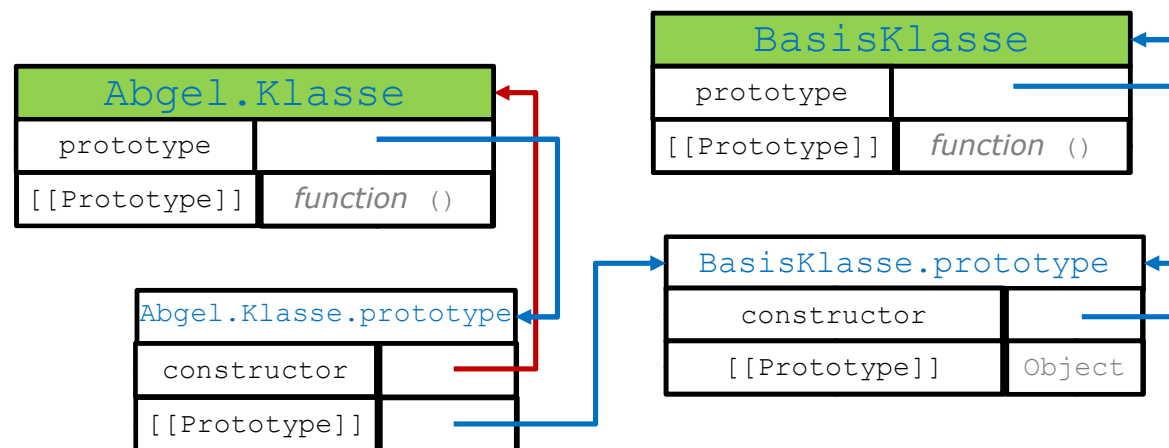 Abgel.Klasse
prototype
[[Prototype]] function ()
Abgel.Klasse.prototype
constructor
[[Prototype]]
BasisKlasse
prototype
[[Prototype]] function ()
BasisKlasse.prototype
constructor
[[Prototype]] Object